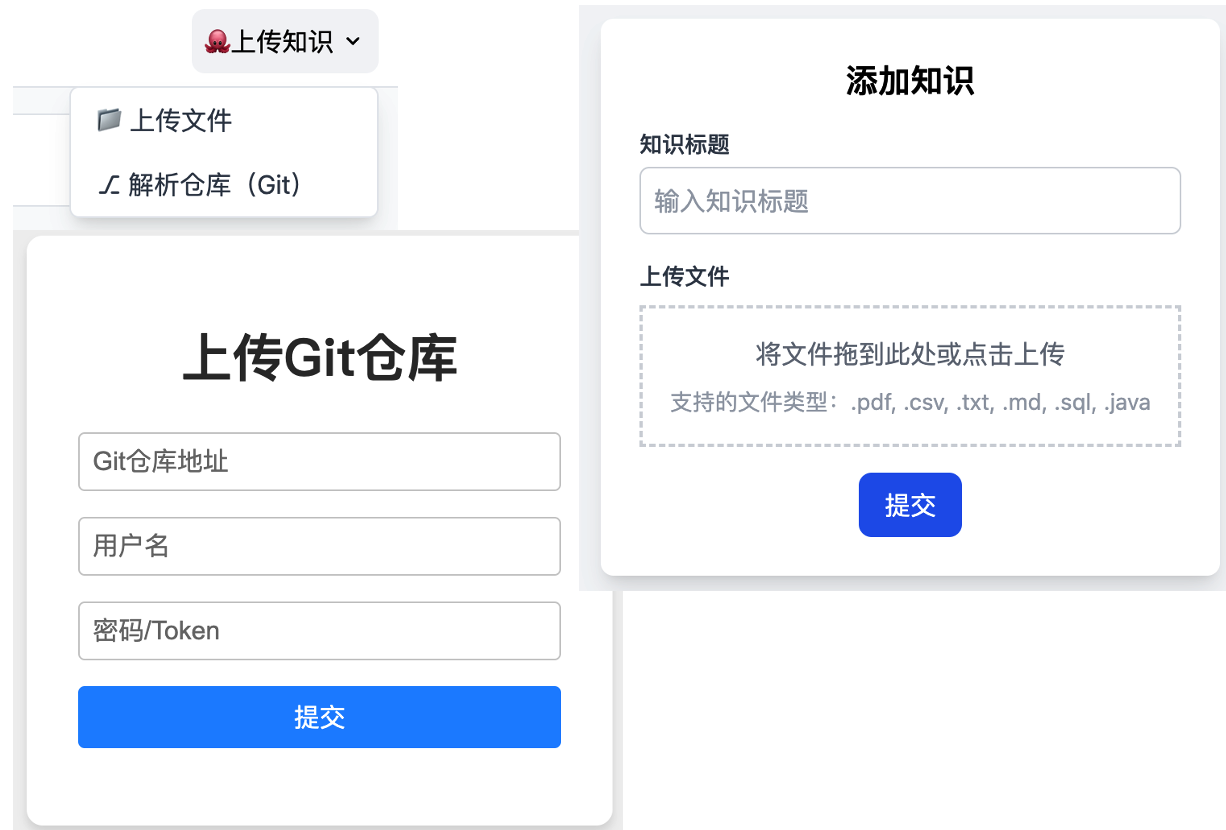 🐙上传知识
📁 上传文件
⎇ 解析仓库（Git）
上传Git仓库
Git仓库地址
用户名
密码/Token
提交
添加知识
知识标题
输入知识标题
上传文件
将文件拖到此处或点击上传
支持的文件类型：.pdf, .csv, .txt, .md, .sql, .java
提交